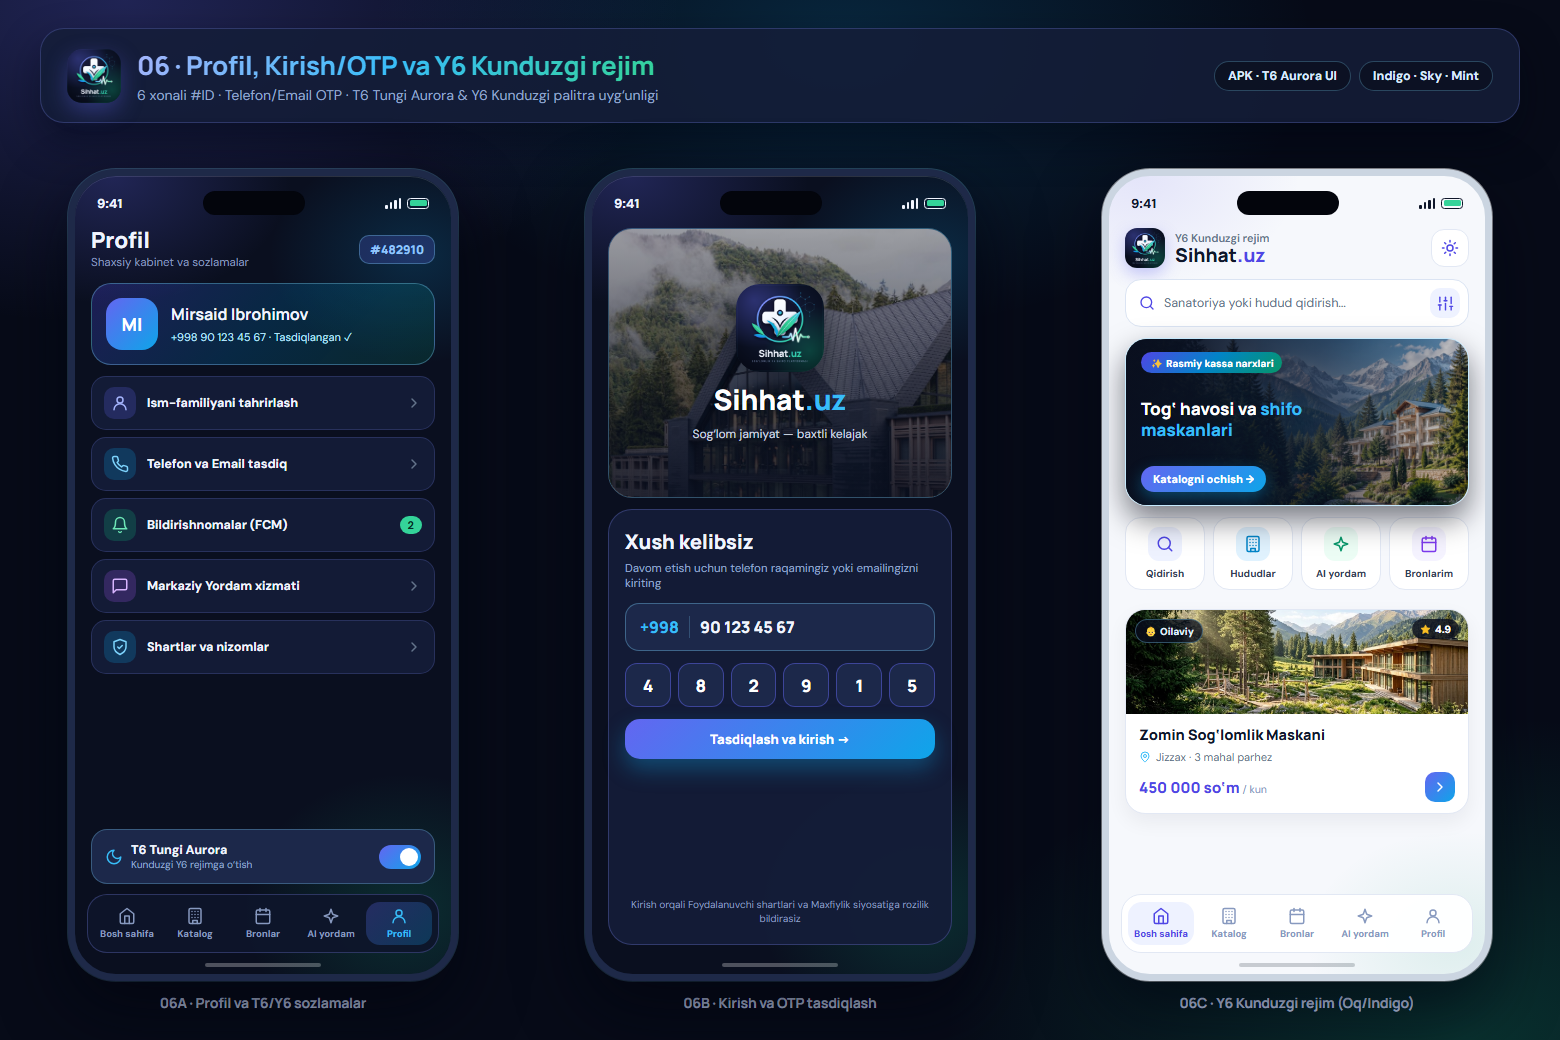 Sihhat.uz
06 · Profil, Kirish/OTP va Y6 Kunduzgi rejim
6 xonali #ID · Telefon/Email OTP · T6 Tungi Aurora & Y6 Kunduzgi palitra uyg‘unligi
APK · T6 Aurora UI
Indigo · Sky · Mint
9:41
Profil
Shaxsiy kabinet va sozlamalar
#482910
MI
Mirsaid Ibrohimov
+998 90 123 45 67 · Tasdiqlangan ✓
Ism-familiyani tahrirlash
Telefon va Email tasdiq
Bildirishnomalar (FCM)
2
Markaziy Yordam xizmati
Shartlar va nizomlar
T6 Tungi Aurora
Kunduzgi Y6 rejimga o‘tish
Bosh sahifa
Katalog
Bronlar
AI yordam
Profil
06A · Profil va T6/Y6 sozlamalar
9:41
Sihhat.uz
Sihhat.uz
Sog‘lom jamiyat — baxtli kelajak
Xush kelibsiz
Davom etish uchun telefon raqamingiz yoki emailingizni
kiriting
+998 90 123 45 67
4 8 2 9 1 5
Tasdiqlash va kirish →
Kirish orqali Foydalanuvchi shartlari va Maxfiylik siyosatiga rozilik
bildirasiz
06B · Kirish va OTP tasdiqlash
9:41
Sihhat.uz
Y6 Kunduzgi rejim
Sihhat.uz
Sanatoriya yoki hudud qidirish...
✨ Rasmiy kassa narxlari
Tog‘ havosi va shifo
maskanlari
Katalogni ochish →
Qidirish
Hududlar
AI yordam
Bronlarim
Oilaviy
4.9
Zomin Sog‘lomlik Maskani
Jizzax · 3 mahal parhez
450 000 so‘m / kun
Bosh sahifa
Katalog
Bronlar
AI yordam
Profil
06C · Y6 Kunduzgi rejim (Oq/Indigo)